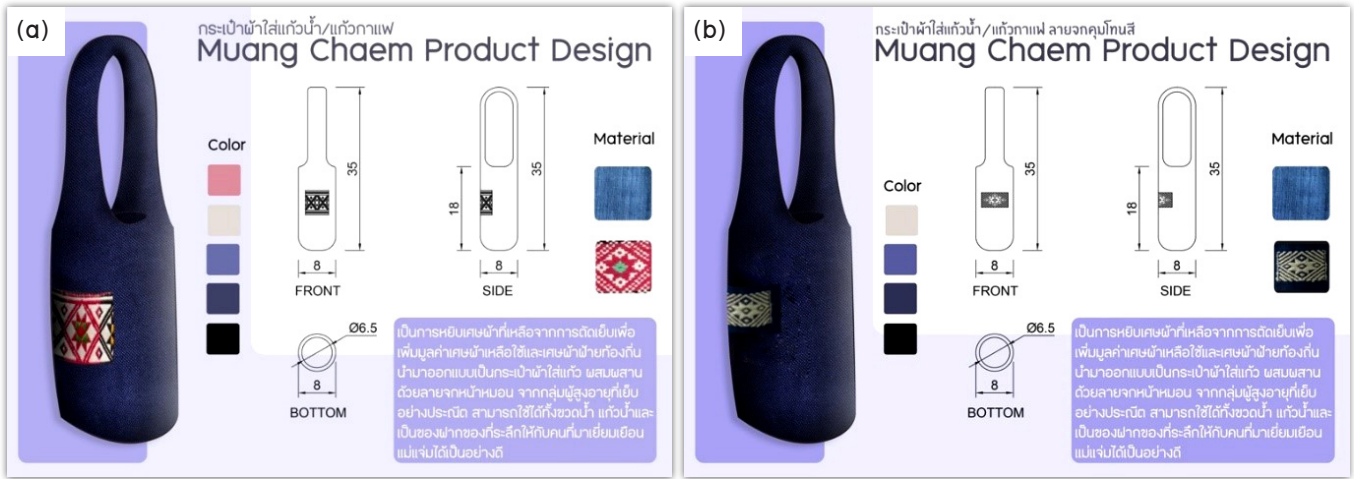 (a)
กระเป๋าผ้าใส่แก้วน้ำ/แก้วกาแฟ
Muang Chaem Product Design
Color
Material
35
18
35
8
FRONT
8
SIDE
Ø6.5
8
BOTTOM
เป็นการหยิบเศษผ้าที่เหลือจากการตัดเย็บเพื่อ
เพิ่มมูลค่าเศษผ้าเหลือใช้และเศษผ้าฝ้ายท้องถิ่น
นำมาออกแบบเป็นกระเป๋าผ้าใส่แก้ว ผสมผสาน
ด้วยลายจกหน้าหมอน จากกลุ่มผู้สูงอายุที่เย็บ
อย่างประณิต สามารถใช้ได้ทั้งขวดน้ำ แก้วน้ำและ
เป็นของฝากของที่ระลึกให้กับคนที่มาเยี่ยมเยือน
แม่แจ่มได้เป็นอย่างดี
(b)
กระเป๋าผ้าใส่แก้วน้ำ/แก้วกาแฟ ลายจกคุมโทนสี
Muang Chaem Product Design
Color
Material
35
18
35
8
FRONT
8
SIDE
Ø6.5
8
BOTTOM
เป็นการหยิบเศษผ้าที่เหลือจากการตัดเย็บเพื่อ
เพิ่มมูลค่าเศษผ้าเหลือใช้และเศษผ้าฝ้ายท้องถิ่น
นำมาออกแบบเป็นกระเป๋าผ้าใส่แก้ว ผสมผสาน
ด้วยลายจกหน้าหมอน จากกลุ่มผู้สูงอายุที่เย็บ
อย่างประณิต สามารถใช้ได้ทั้งขวดน้ำ แก้วน้ำและ
เป็นของฝากของที่ระลึกให้กับคนที่มาเยี่ยมเยือน
แม่แจ่มได้เป็นอย่างดี